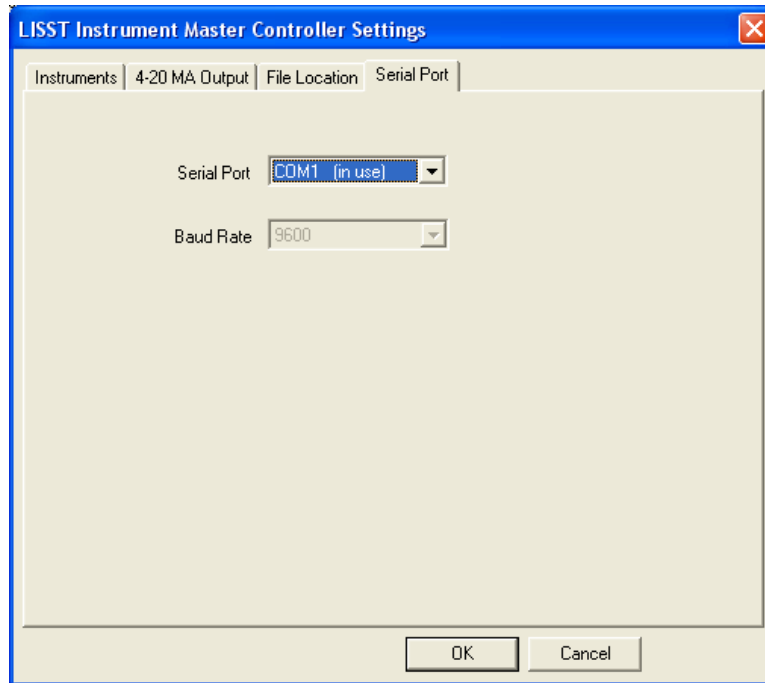 LISST Instrument Master Controller Settings
Instruments 4-20 MA Output File Location Serial Port
Serial Port COM1 (in use)
Baud Rate 9600
OK Cancel